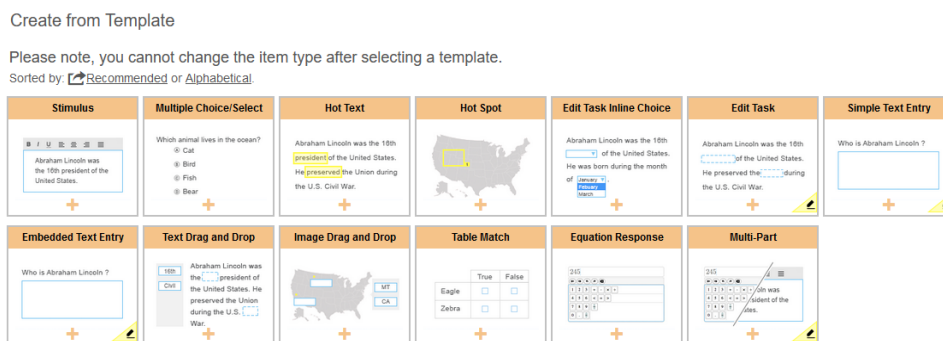 Create from Template
Please note, you cannot change the item type after selecting a template.
Sorted by: Recommended or Alphabetical.
Stimulus
B I U
Abraham Lincoln was
the 16th president of the
United States.
Multiple Choice/Select
Which animal lives in the ocean?
A Cat
B Bird
C Fish
D Bear
Hot Text
Abraham Lincoln was the 16th
president of the United States.
He preserved the Union during
the U.S. Civil War.
Hot Spot
Edit Task Inline Choice
Abraham Lincoln was the 16th
of the United States.
He was born during the month
of January .
Febuary
March
Edit Task
Abraham Lincoln was the 16th
of the United States.
He preserved the during
the U.S. Civil War.
Simple Text Entry
Who is Abraham Lincoln ?
Embedded Text Entry
Who is Abraham Lincoln ?
Text Drag and Drop
16th
Civil
Abraham Lincoln was
the president of
the United States. He
preserved the Union
during the U.S.
War.
Image Drag and Drop
MT
CA
Table Match
True False
Eagle
Zebra
Equation Response
245
Multi-Part
245
oln was
sident of the
ates.